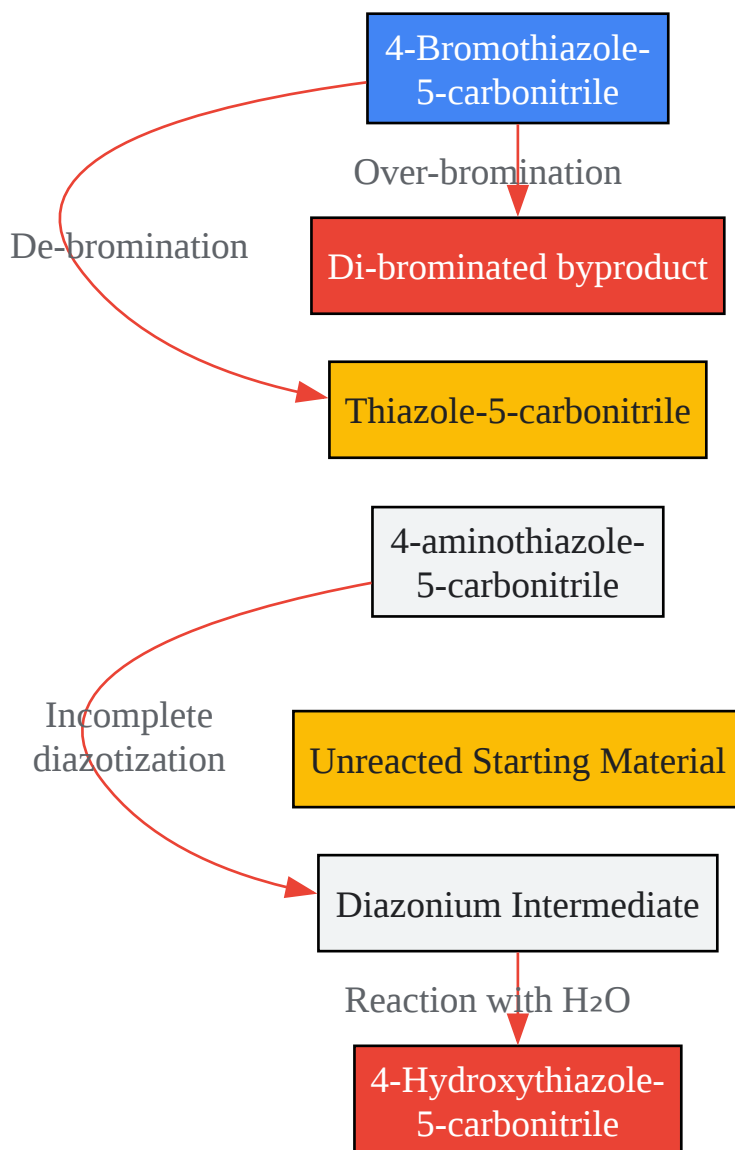 4-Bromothiazole-
5-carbonitrile
Over-bromination
De-bromination
Di-brominated byproduct
Thiazole-5-carbonitrile
4-aminothiazole-
5-carbonitrile
Incomplete
diazotization
Unreacted Starting Material
Diazonium Intermediate
Reaction with H₂O
4-Hydroxythiazole-
5-carbonitrile